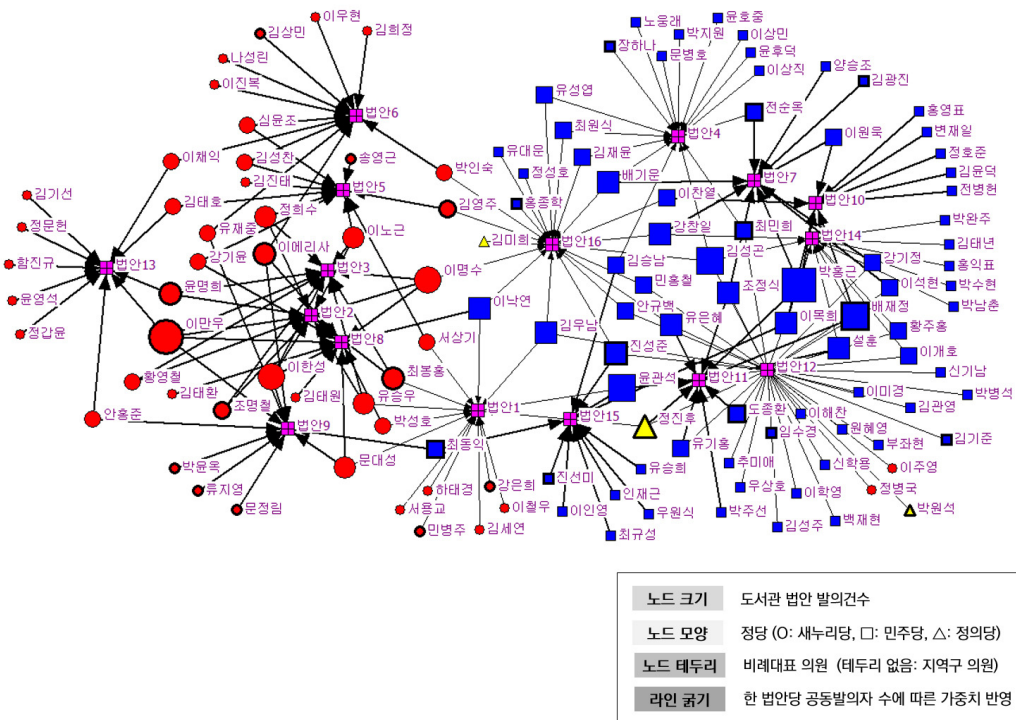 이우현
김상민
김희정
나성린
이진복
법안6
심윤조
이채익
김성찬
송영근
김진태
법안5
박인숙
김기선
김태호
정희수
김영주
정문헌
유재중
이에리사
이노근
함진규
법안13
강기윤
법안3
이명수
윤명희
윤영석
정갑윤
이만우
법안2
법안8
서상기
황영철
이한성
최봉홍
김태환
김태원
유승우
안홍준
조명철
박성호
법안9
박윤옥
문대성
류지영
문정림
노웅래
윤호중
장하나
박지원
이상민
문병호
윤후덕
이상직
양승조
김광진
유성엽
최원식
법안4
전순옥
홍영표
이원욱
변재일
유대운
김재윤
정호준
정성호
배기운
이찬열
법안7
김윤덕
홍종학
법안10
전병헌
김미희
법안16
강창일
최민희
법안14
박완주
김태년
김승남
김성곤
강기정
홍익표
민홍철
조정식
박홍근
이석현
박수현
이낙연
안규백
배재정
박남춘
김우남
유은혜
이목희
황주홍
진성준
설훈
이개호
윤관석
법안11
법안12
신기남
이미경
박병석
법안1
법안15
정진후
도종환
이해찬
김관영
최동익
임수경
원혜영
유기홍
부좌현
김기준
하태경
강은희
진선미
유승희
추미애
신학용
이주영
서용교
이철우
인재근
우상호
이학영
정병국
민병주
김세연
이인영
우원식
박주선
김성주
백재현
박원석
최규성
노드 크기 도서관 법안 발의건수
노드 모양 정당 (O: 새누리당, □: 민주당, △: 정의당)
노드 테두리 비례대표 의원 (테두리 없음: 지역구 의원)
라인 굵기 한 법안당 공동발의자 수에 따른 가중치 반영